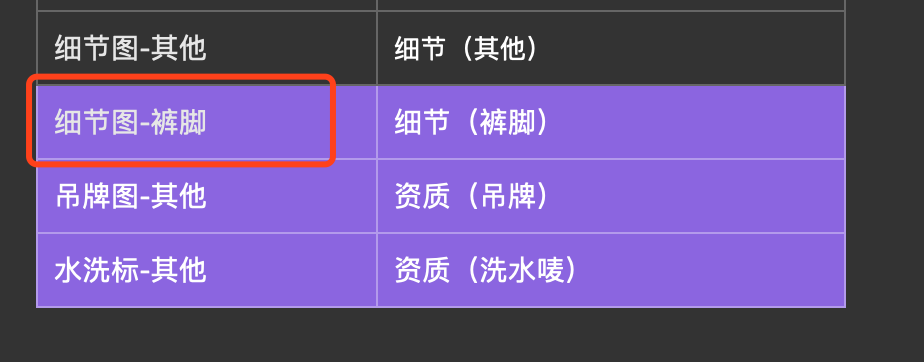 细节图-其他
细节（其他）
细节图-裤脚
细节（裤脚）
吊牌图-其他
资质（吊牌）
水洗标-其他
资质（洗水唛）